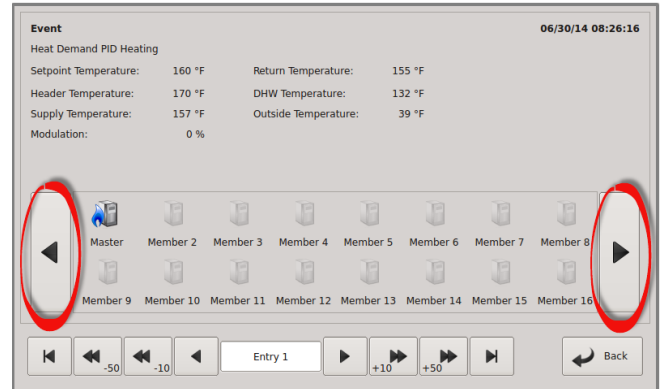 Event 06/30/14 08:26:16
Heat Demand PID Heating
Setpoint Temperature: 160 °F Return Temperature: 155 °F
Header Temperature: 170 °F DHW Temperature: 132 °F
Supply Temperature: 157 °F Outside Temperature: 39 °F
Modulation: 0 %
Master Member 2 Member 3 Member 4 Member 5 Member 6 Member 7 Member 8
Member 9 Member 10 Member 11 Member 12 Member 13 Member 14 Member 15 Member 16
-50 -10 Entry 1 +10 +50 Back